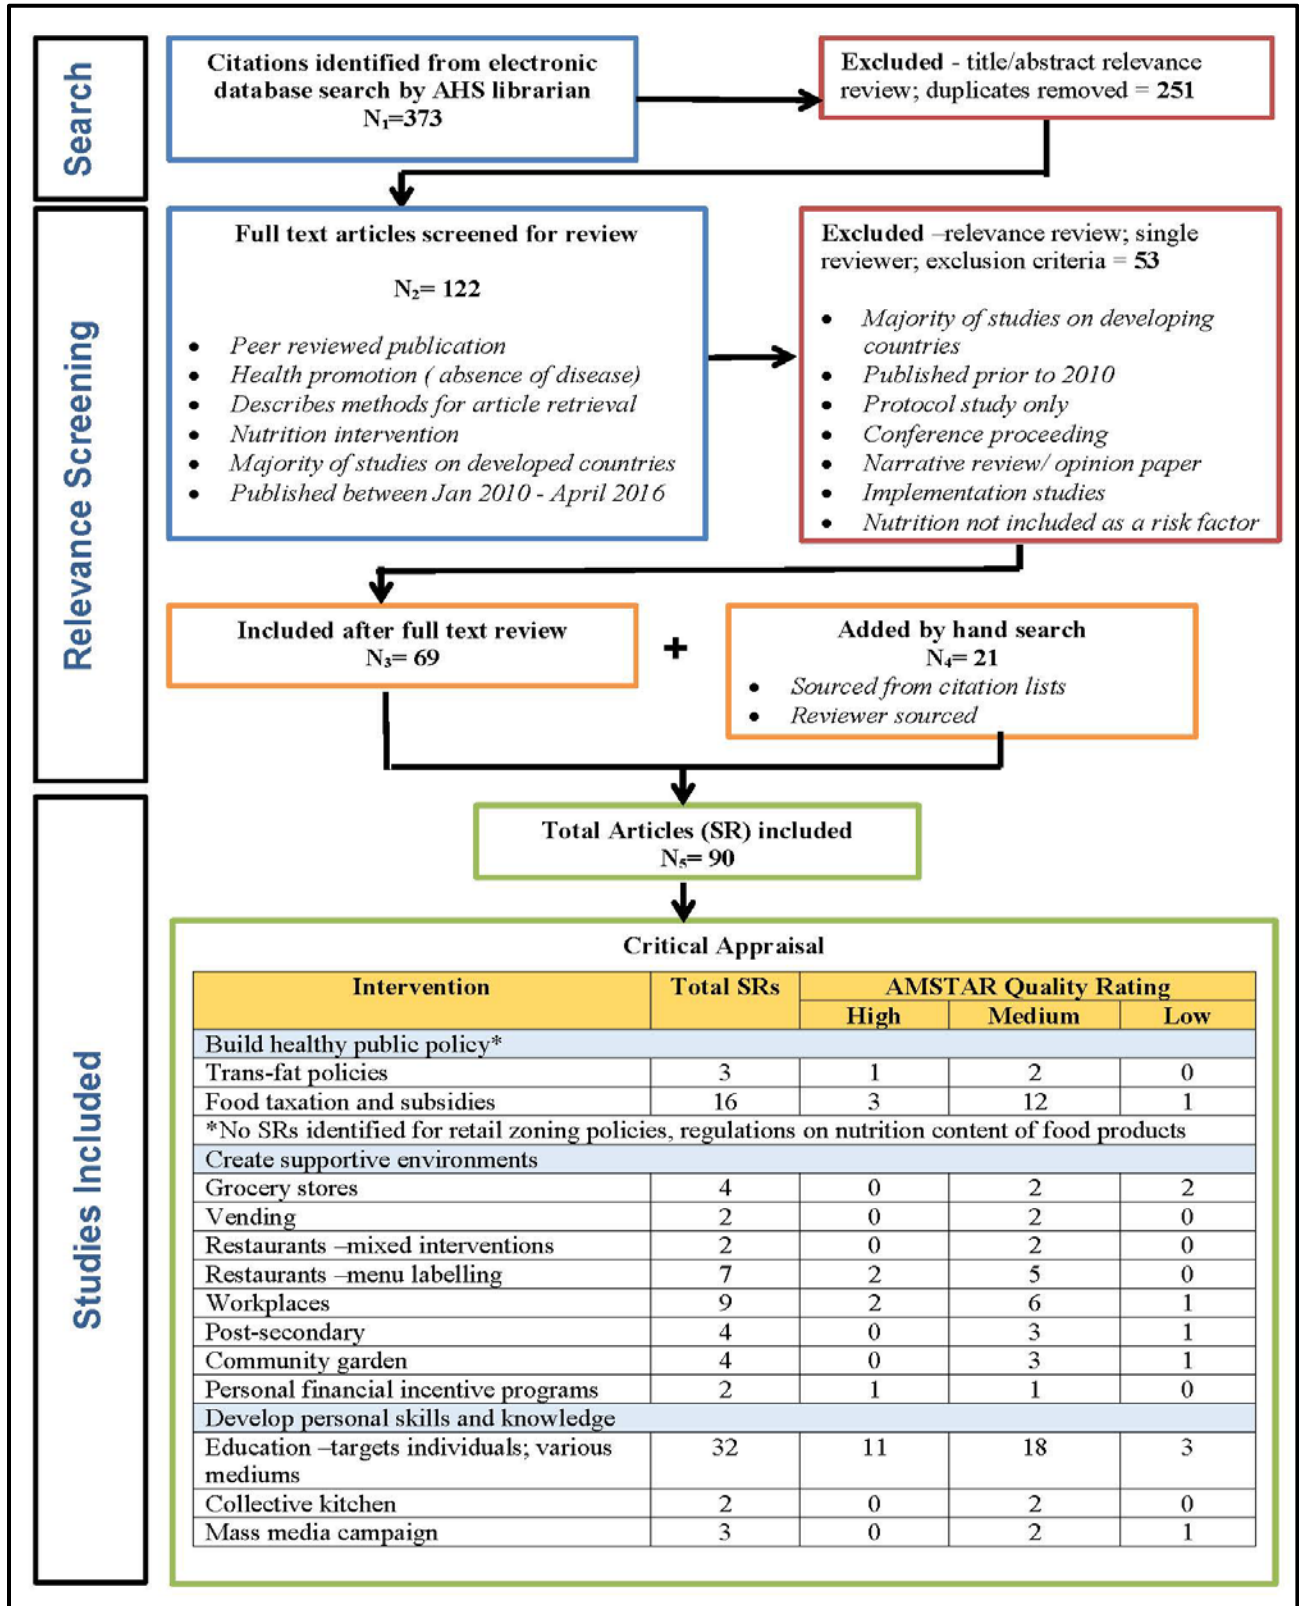 Search
Citations identified from electronic
database search by AHS librarian
N₁=373
Excluded - title/abstract relevance
review; duplicates removed = 251
Relevance Screening
Full text articles screened for review
N₂= 122
• Peer reviewed publication
• Health promotion ( absence of disease)
• Describes methods for article retrieval
• Nutrition intervention
• Majority of studies on developed countries
• Published between Jan 2010 - April 2016
Excluded –relevance review; single
reviewer; exclusion criteria = 53
• Majority of studies on developing
countries
• Published prior to 2010
• Protocol study only
• Conference proceeding
• Narrative review/ opinion paper
• Implementation studies
• Nutrition not included as a risk factor
Included after full text review
N₃= 69
+
Added by hand search
N₄= 21
• Sourced from citation lists
• Reviewer sourced
Studies Included
Total Articles (SR) included
N₅= 90
Critical Appraisal
Intervention Total SRs AMSTAR Quality Rating
High Medium Low
Build healthy public policy*
Trans-fat policies 3 1 2 0
Food taxation and subsidies 16 3 12 1
*No SRs identified for retail zoning policies, regulations on nutrition content of food products
Create supportive environments
Grocery stores 4 0 2 2
Vending 2 0 2 0
Restaurants –mixed interventions 2 0 2 0
Restaurants –menu labelling 7 2 5 0
Workplaces 9 2 6 1
Post-secondary 4 0 3 1
Community garden 4 0 3 1
Personal financial incentive programs 2 1 1 0
Develop personal skills and knowledge
Education –targets individuals; various 32 11 18 3
mediums
Collective kitchen 2 0 2 0
Mass media campaign 3 0 2 1